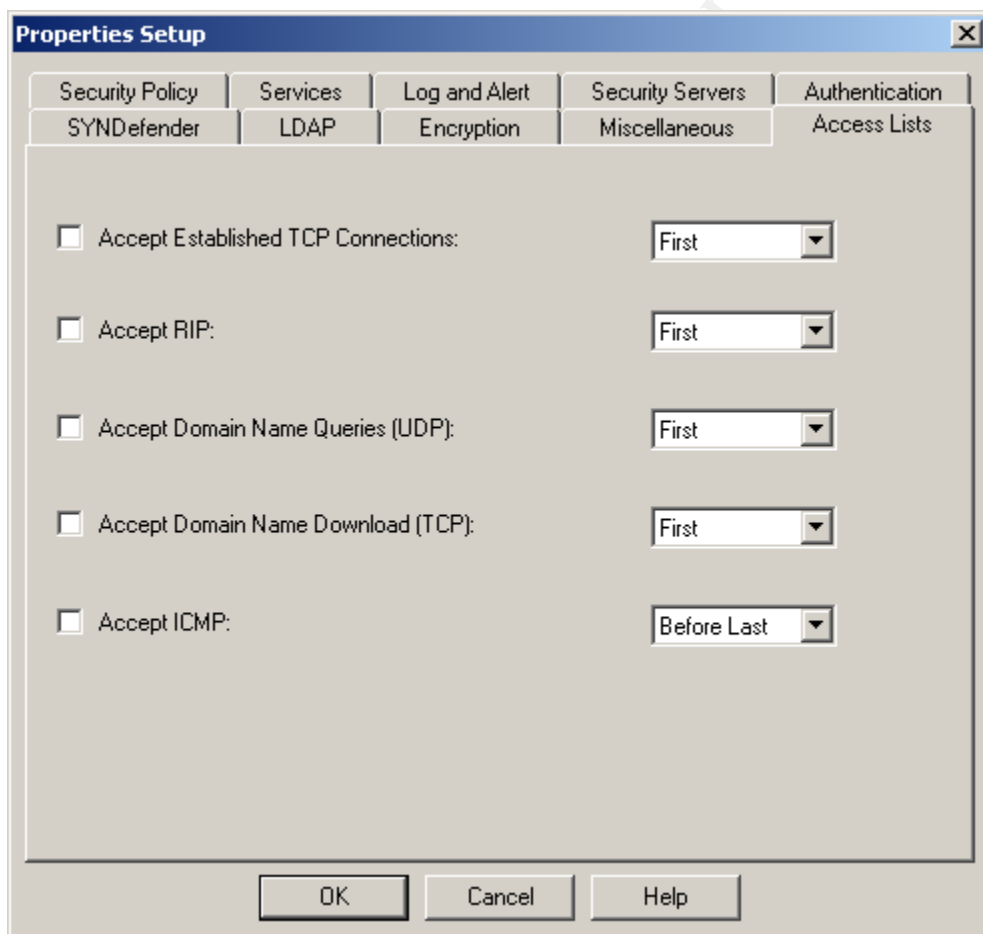 Properties Setup
Security Policy Services Log and Alert Security Servers Authentication
SYNDefender LDAP Encryption Miscellaneous Access Lists
Accept Established TCP Connections: First
Accept RIP: First
Accept Domain Name Queries (UDP): First
Accept Domain Name Download (TCP): First
Accept ICMP: Before Last
OK Cancel Help